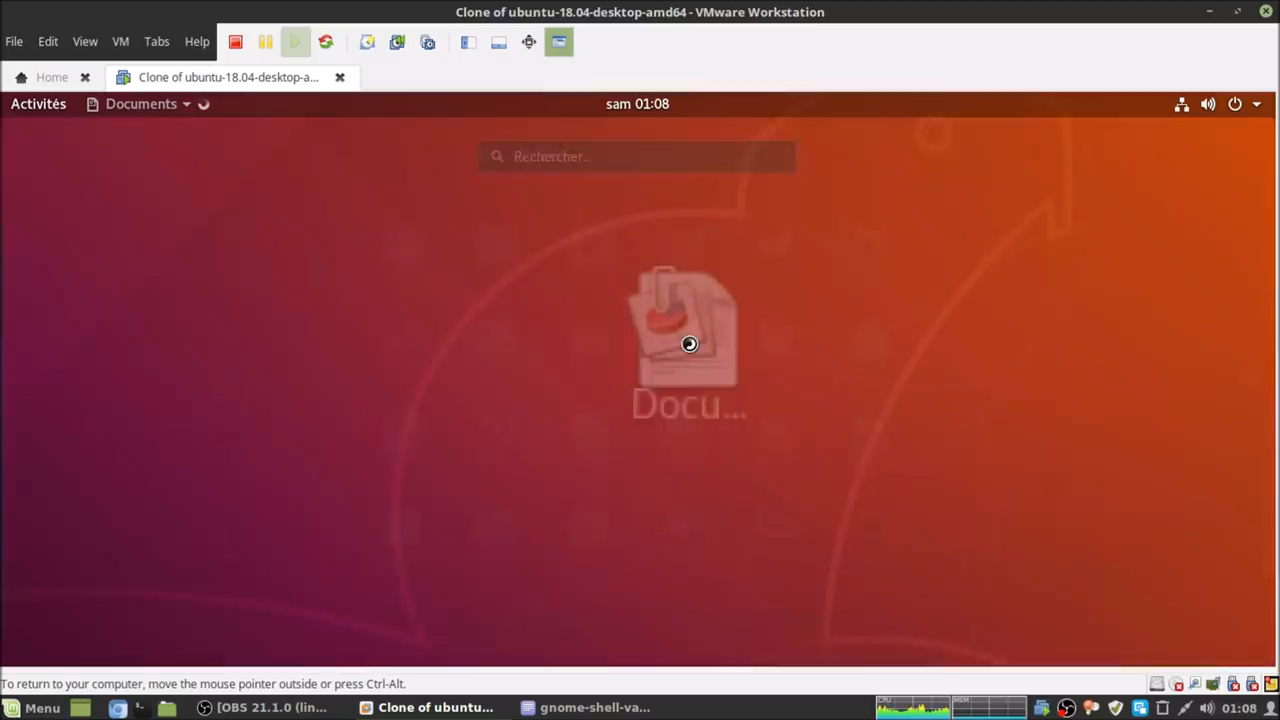 Clone of ubuntu-18.04-desktop-amd64 - VMware Workstation
File Edit View VM Tabs Help
Home Clone of ubuntu-18.04-desktop-a...
Activités Documents sam 01:08
Rechercher...
Docu...
To return to your computer, move the mouse pointer outside or press Ctrl-Alt.
Menu [OBS 21.1.0 (lin... Clone of ubuntu... gnome-shell-va... CPU MEM 01:08